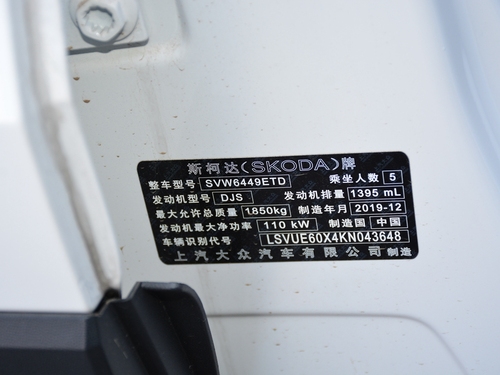 斯柯达(SKODA)牌
整车型号 SVW6449ETD 乘坐人数 5
发动机型号 DJS 发动机排量 1395 mL
最大允许总质量 1850kg 制造年月 2019-12
发动机最大净功率 110 kW 制造国 中国
车辆识别代号 LSVUE60X4KN043648
上汽大众汽车有限公司 制造